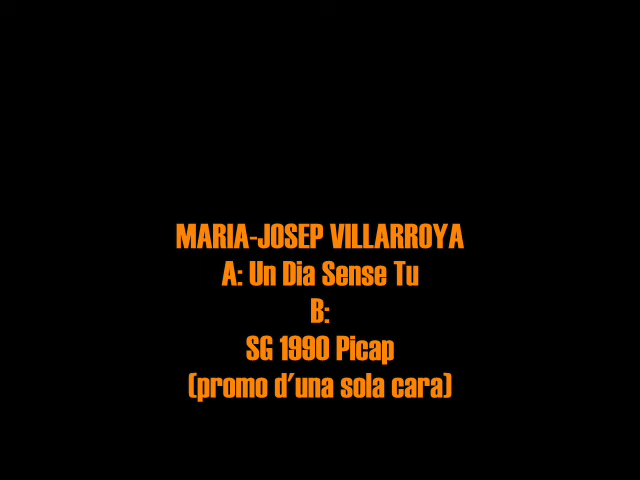 MARIA-JOSEP VILLARROYA
A: Un Dia Sense Tu
B:
SG 1990 Picap
(promo d'una sola cara)